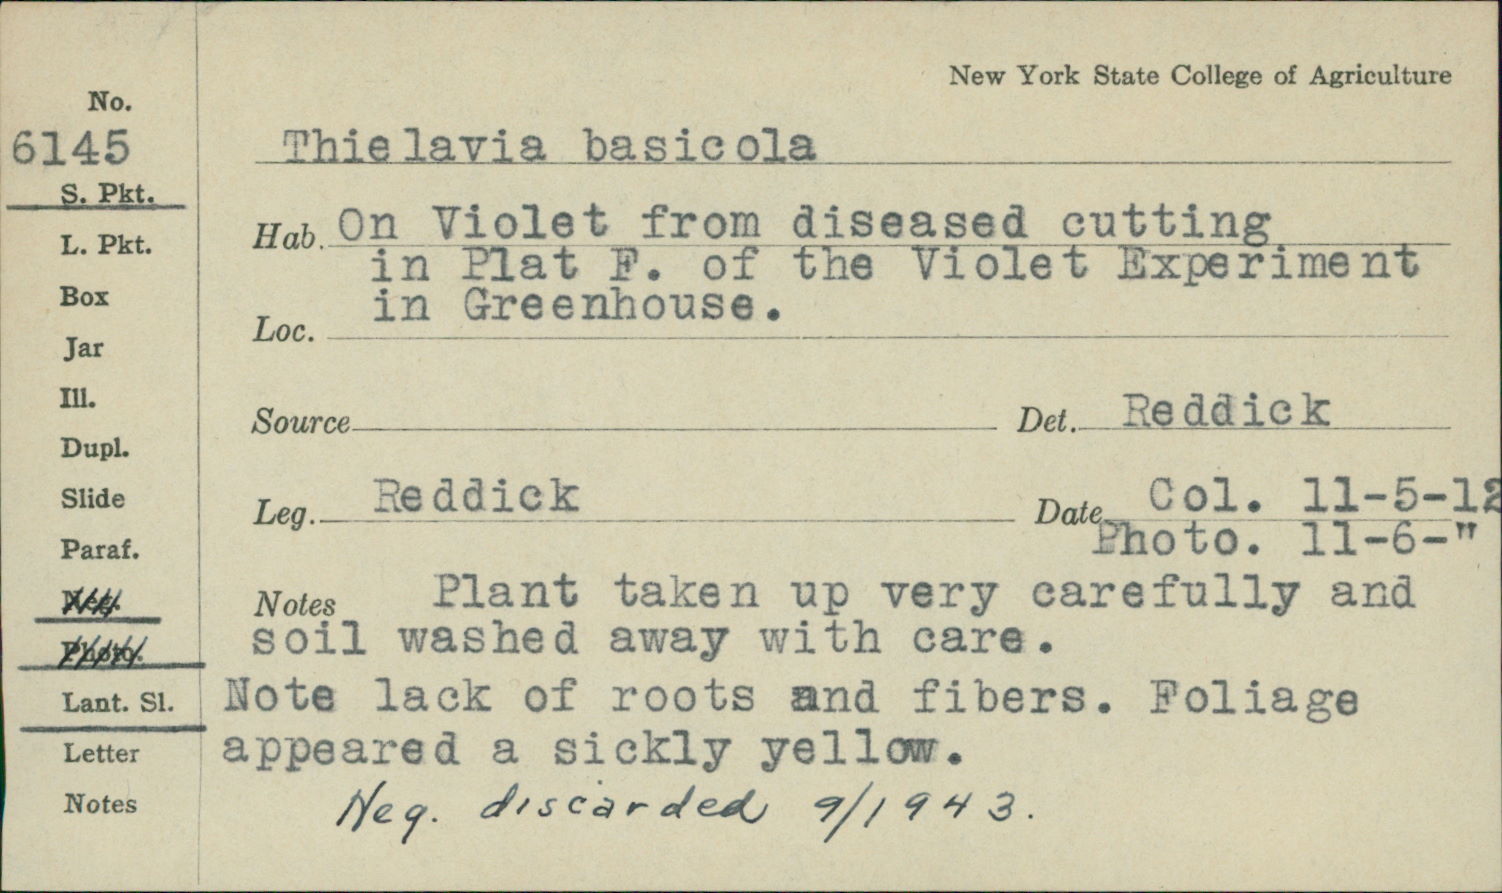 New York State College of Agriculture
No.
6145
Thielavia basicola
S. Pkt.
Hab. On Violet from diseased cutting
L. Pkt.
in Plat F. of the Violet Experiment
Box
in Greenhouse.
Loc.
Jar
Ill.
Source
Det. Reddick
Dupl.
Slide
Leg. Reddick
Date Col. 11-5-12
Photo. 11-6-"
Paraf.
Neg.
Notes Plant taken up very carefully and
soil washed away with care.
Photo.
Lant. Sl.
Note lack of roots and fibers. Foliage
appeared a sickly yellow.
Letter
Notes
Neg. discarded 9/1943.